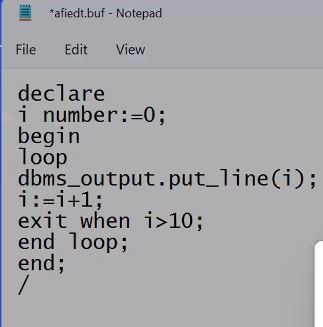 *afiedt.buf - Notepad
File Edit View
declare
i number:=0;
begin
loop
dbms_output.put_line(i);
i:=i+1;
exit when i>10;
end loop;
end;
/